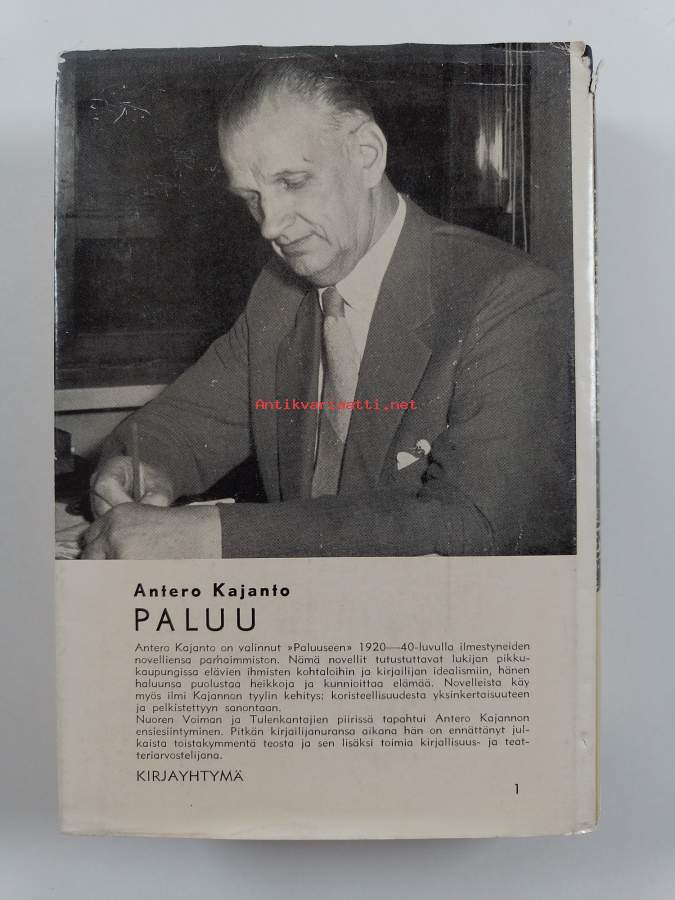 Antikvariaatti.net
Antero Kajanto
PALUU
Antero Kajanto on valinnut »Paluuseen» 1920—40-luvulla ilmestyneiden
novelliensa parhaimmiston. Nämä novellit tutustuttavat lukijan pikku-
kaupungissa elävien ihmisten kohtaloihin ja kirjailijan idealismiin, hänen
haluunsa puolustaa heikkoja ja kunnioittaa elämää. Novelleista käy
myös ilmi Kajannon tyylin kehitys: koristeellisuudesta yksinkertaisuuteen
ja pelkistettyyn sanontaan.
Nuoren Voiman ja Tulenkantajien piirissä tapahtui Antero Kajannon
ensiesiintyminen. Pitkän kirjailijanuransa aikana hän on ennättänyt jul-
kaista toistakymmentä teosta ja sen lisäksi toimia kirjallisuus- ja teat-
teriarvostelijana.
KIRJAYHTYMÄ
1